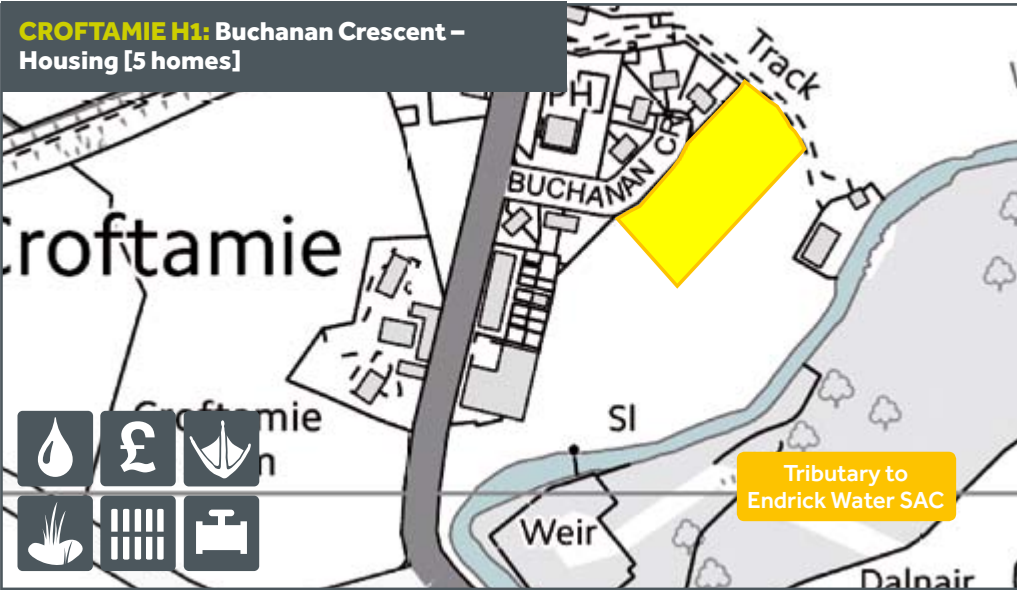 CROFTAMIE H1: Buchanan Crescent –
Housing [5 homes]
Track
PH
BUCHANAN CR
Croftamie
Croftamie
Sl
£
Tributary to
Endrick Water SAC
Weir
Dalnair